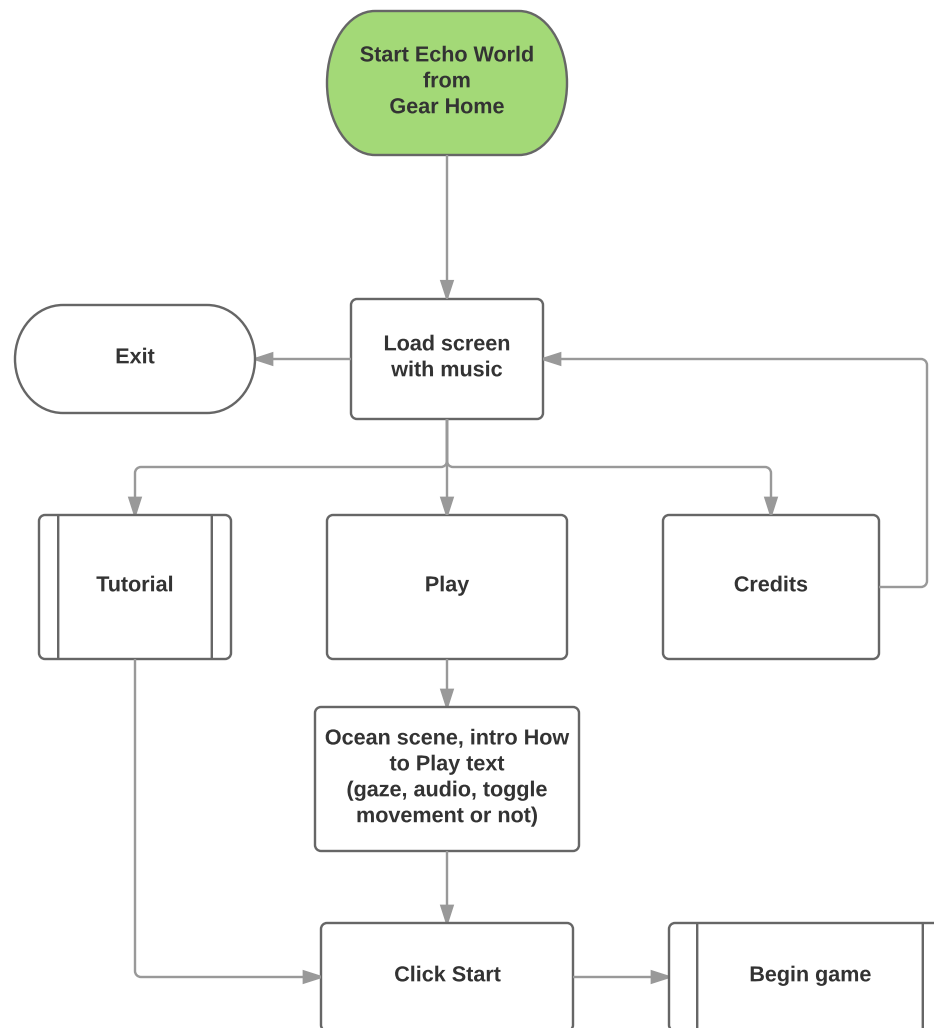 Start Echo World
from
Gear Home
Exit
Load screen
with music
Tutorial
Play
Credits
Ocean scene, intro How
to Play text
(gaze, audio, toggle
movement or not)
Click Start
Begin game